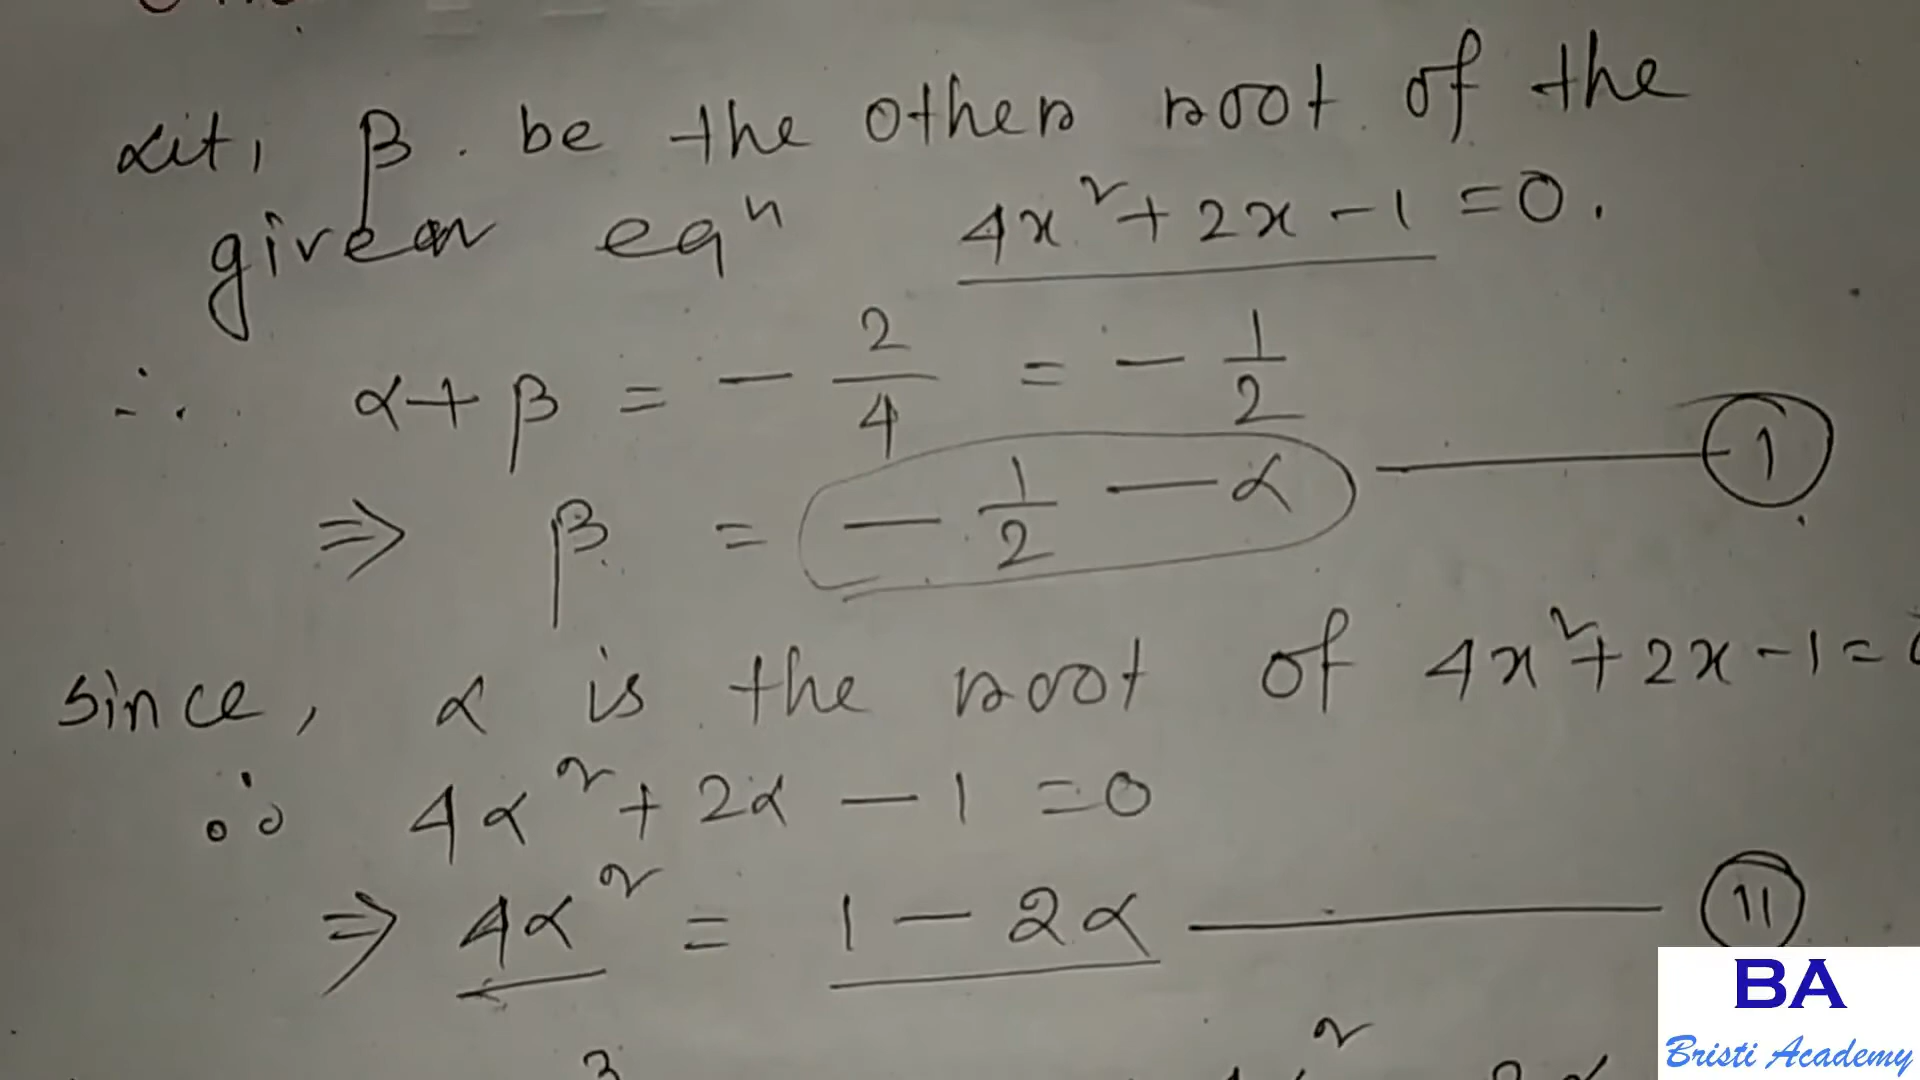 Let, β be the other root of the
given eqⁿ 4x² + 2x - 1 = 0.
∴ α + β = - 2/4 = - 1/2
⇒ β = - 1/2 - α ——— ①
Since, α is the root of 4x² + 2x - 1 = 0
∴ 4α² + 2α - 1 = 0
⇒ 4α² = 1 - 2α ——— ⑪
BA
Bristi Academy